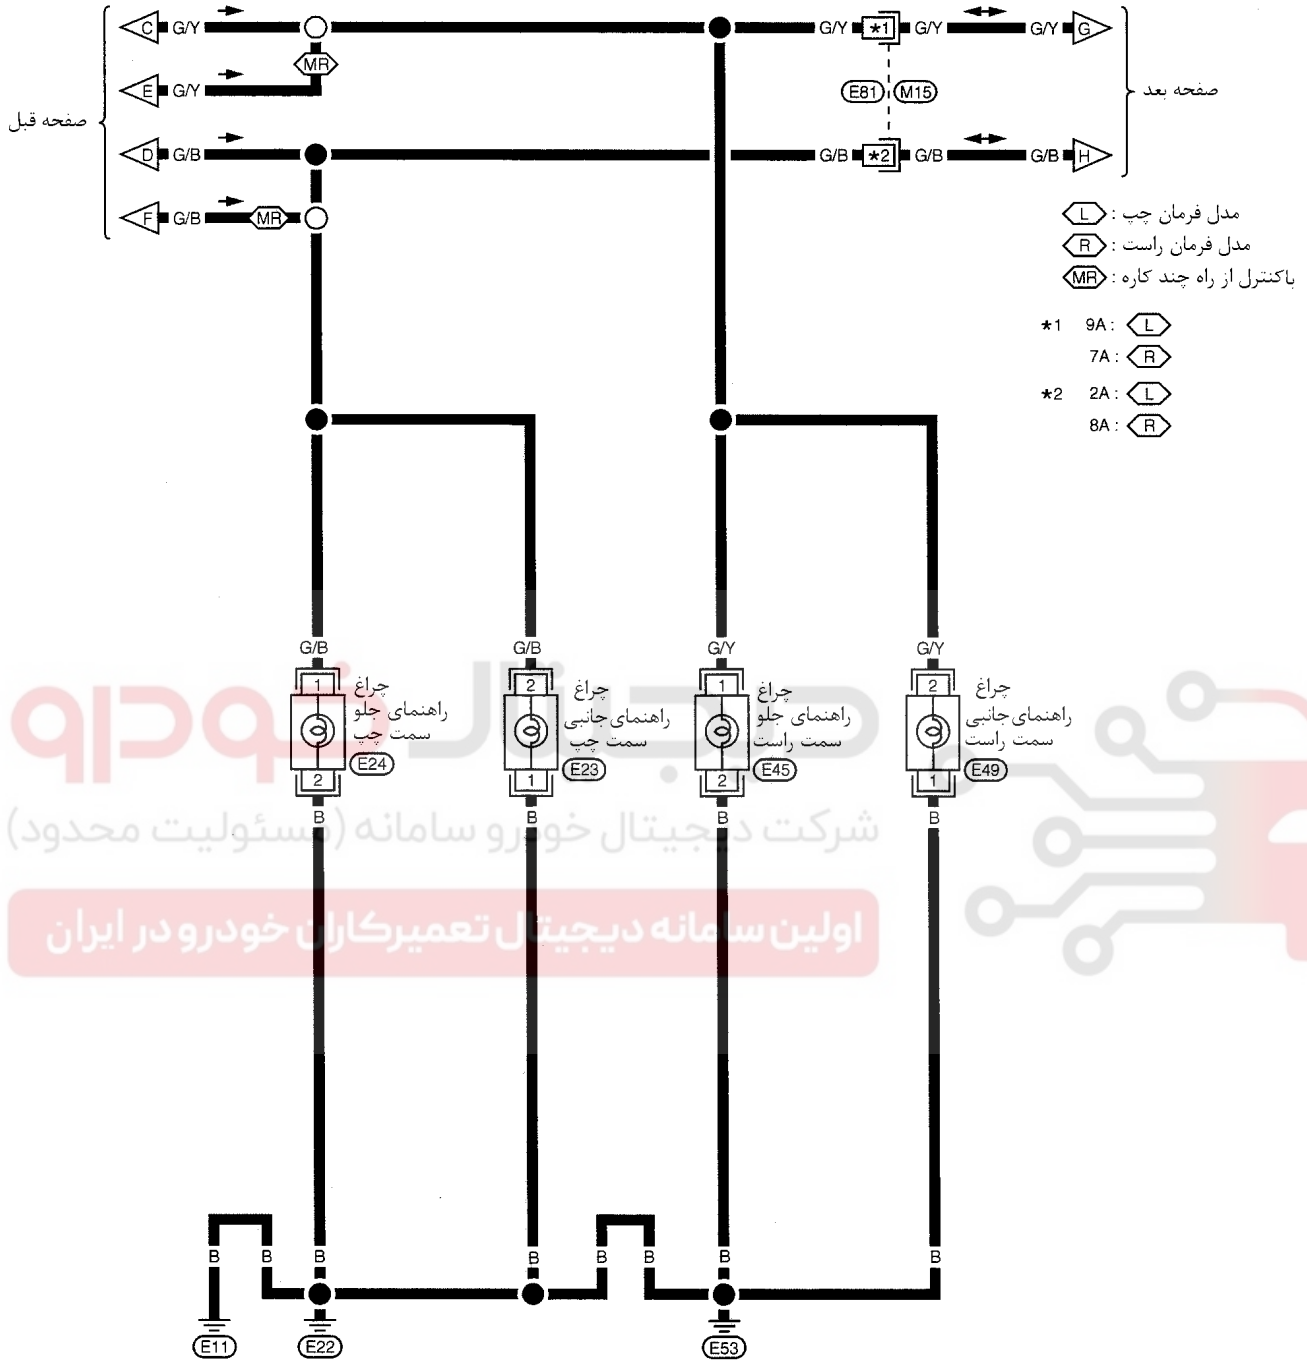 C G/Y G/Y *1 G/Y G/Y G
MR
E G/Y E81 M15 صفحه بعد
صفحه قبل
D G/B G/B *2 G/B G/B H
F G/B MR
L : مدل فرمان چپ
R : مدل فرمان راست
MR : باکنترل از راه چند کاره
*1 9A : L
7A : R
*2 2A : L
8A : R
G/B G/B G/Y G/Y
1 2 1 2
چراغ
راهنمای جلو
سمت چپ
E24
چراغ
راهنمای جانبی
سمت چپ
E23
چراغ
راهنمای جلو
سمت راست
E45
چراغ
راهنمای جانبی
سمت راست
E49
2 1 2 1
B B B B
دیجیتال خودرو
شرکت دیجیتال خودرو سامانه (مسئولیت محدود)
اولین سامانه دیجیتال تعمیرکاران خودرو در ایران
B B B B B B B B
E11 E22 E53